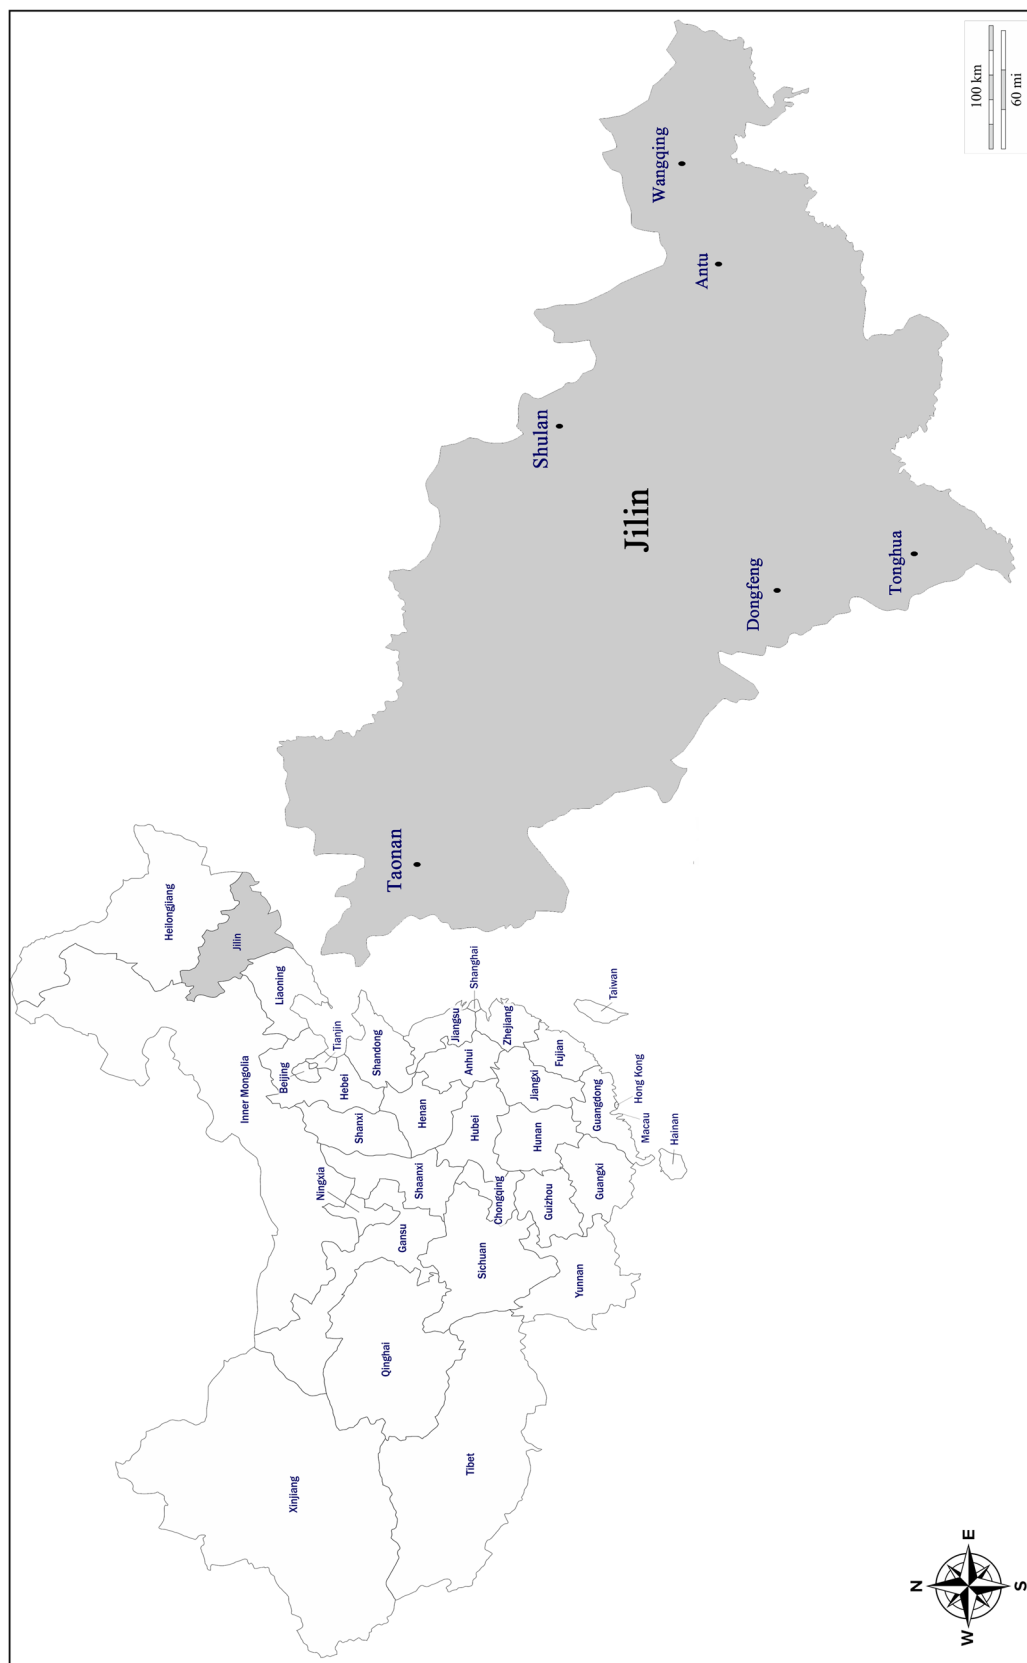 Heilongjiang
Jilin
Liaoning
Inner Mongolia
Beijing
Tianjin
Hebei
Shandong
Shanxi
Ningxia
Shaanxi
Gansu
Henan
Jiangsu
Shanghai
Anhui
Hubei
Chongqing
Sichuan
Qinghai
Xinjiang
Tibet
Zhejiang
Jiangxi
Hunan
Guizhou
Yunnan
Fujian
Taiwan
Guangdong
Guangxi
Hong Kong
Macau
Hainan
Jilin
Taonan
Shulan
Wangqing
Antu
Dongfeng
Tonghua
100 km
60 mi
N
W
E
S